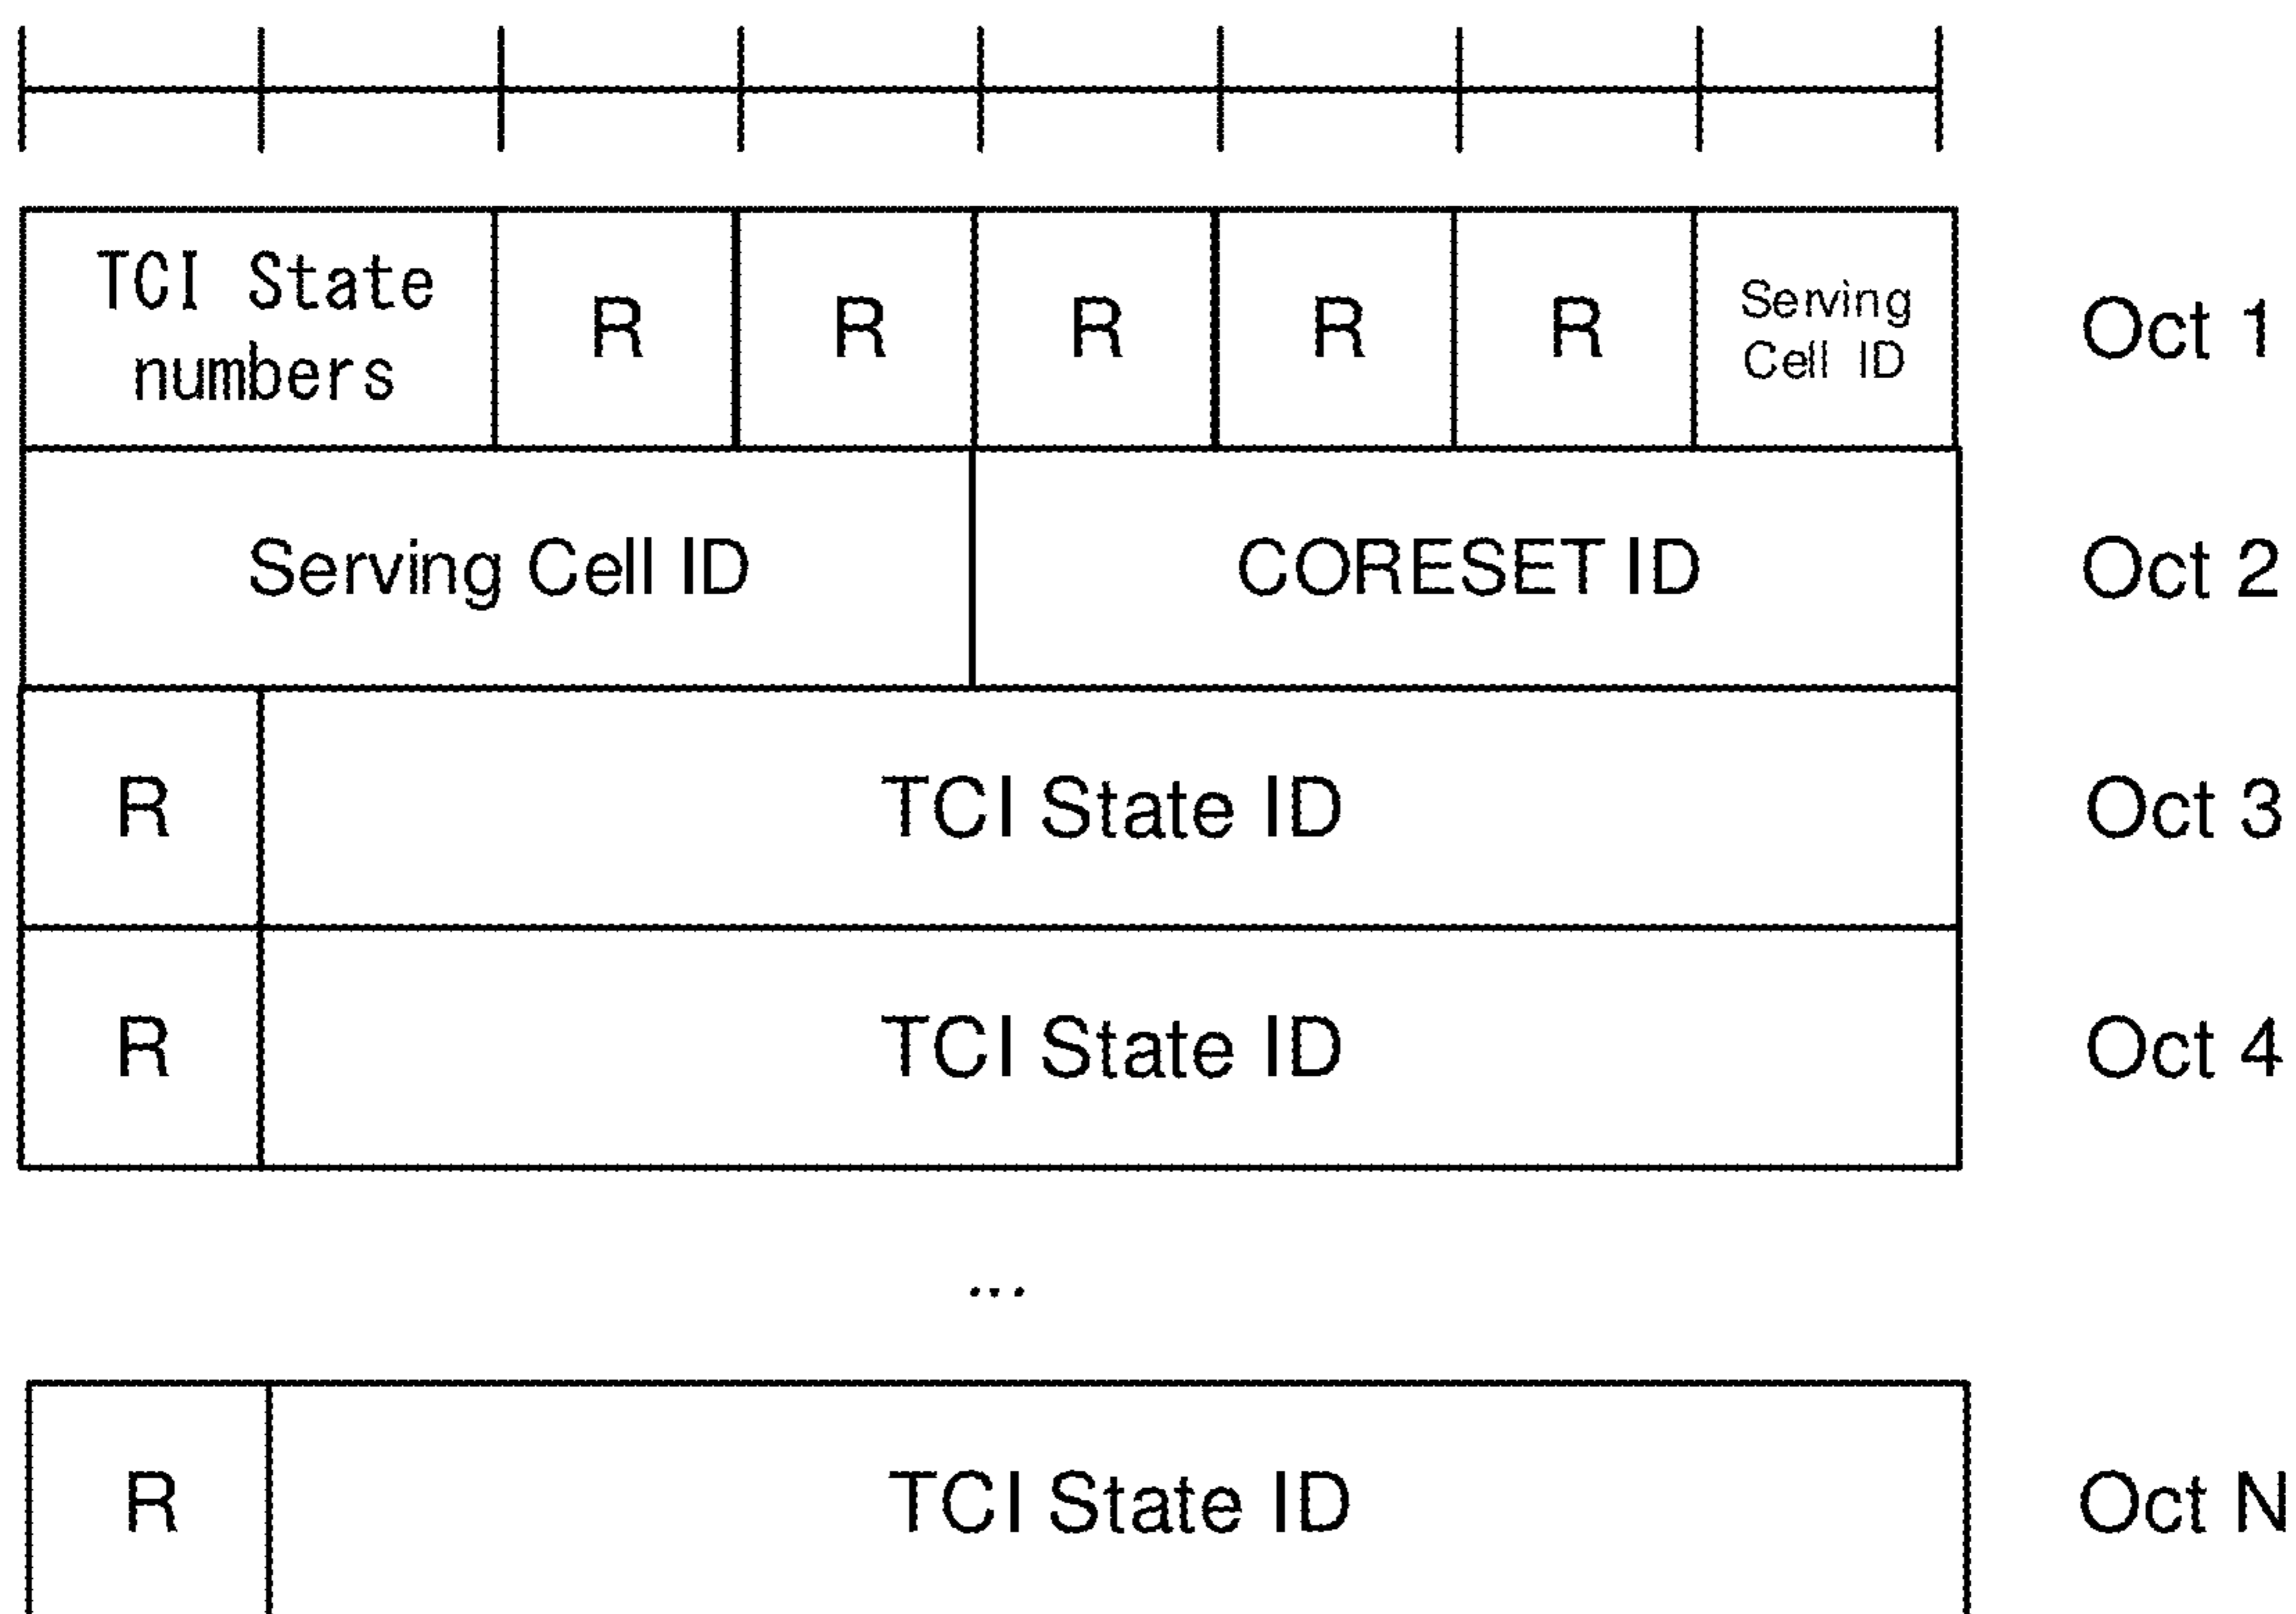 TCI State numbers R R R R R Serving Cell ID Oct 1
Serving Cell ID CORESET ID Oct 2
R TCI State ID Oct 3
R TCI State ID Oct 4
...
R TCI State ID Oct N